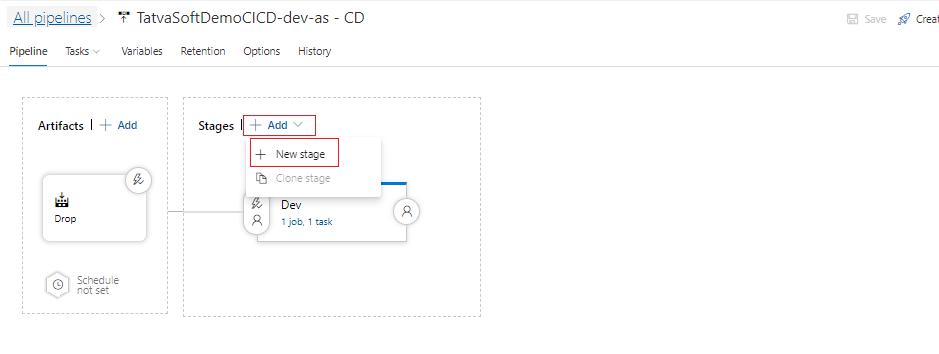 All pipelines > TatvaSoftDemoCICD-dev-as - CD
Save
Pipeline Tasks Variables Retention Options History
Artifacts | + Add
Stages | + Add
+ New stage
Clone stage
Drop
Dev
1 job, 1 task
Schedule
not set